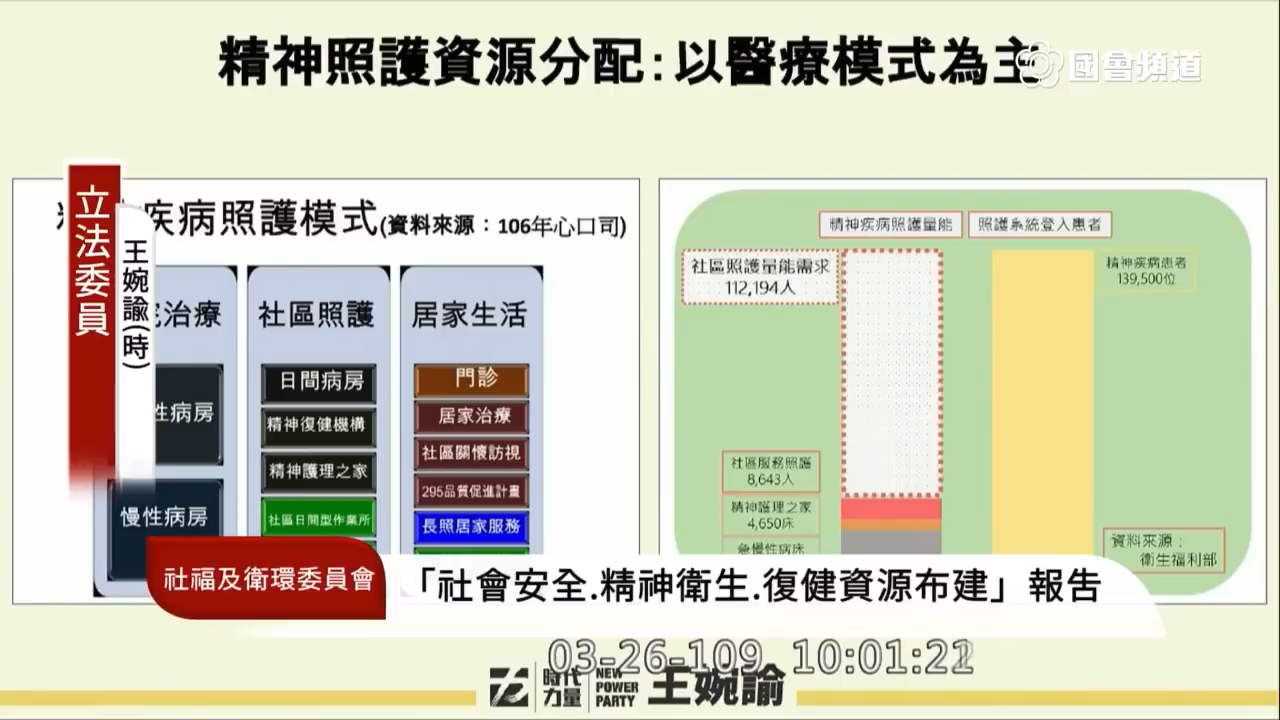 精神照護資源分配:以醫療模式為主
國會頻道
立法委員
王婉諭(時)
疾病照護模式(資料來源:106年心口司)
治療
性病房
慢性病房
社區照護
日間病房
精神復健機構
精神護理之家
社區日間型作業所
居家生活
門診
居家治療
社區關懷訪視
295品質促進計畫
長照居家服務
精神疾病照護量能
照護系統登入患者
社區照護量能需求
112,194人
精神疾病患者
139,500位
社區服務照護
8,643人
精神護理之家
4,650床
急慢性病床
資料來源:
衛生福利部
社福及衛環委員會
「社會安全.精神衛生.復健資源布建」報告
03-26-109 10:01:21
時代
力量
NEW
POWER
PARTY
王婉諭